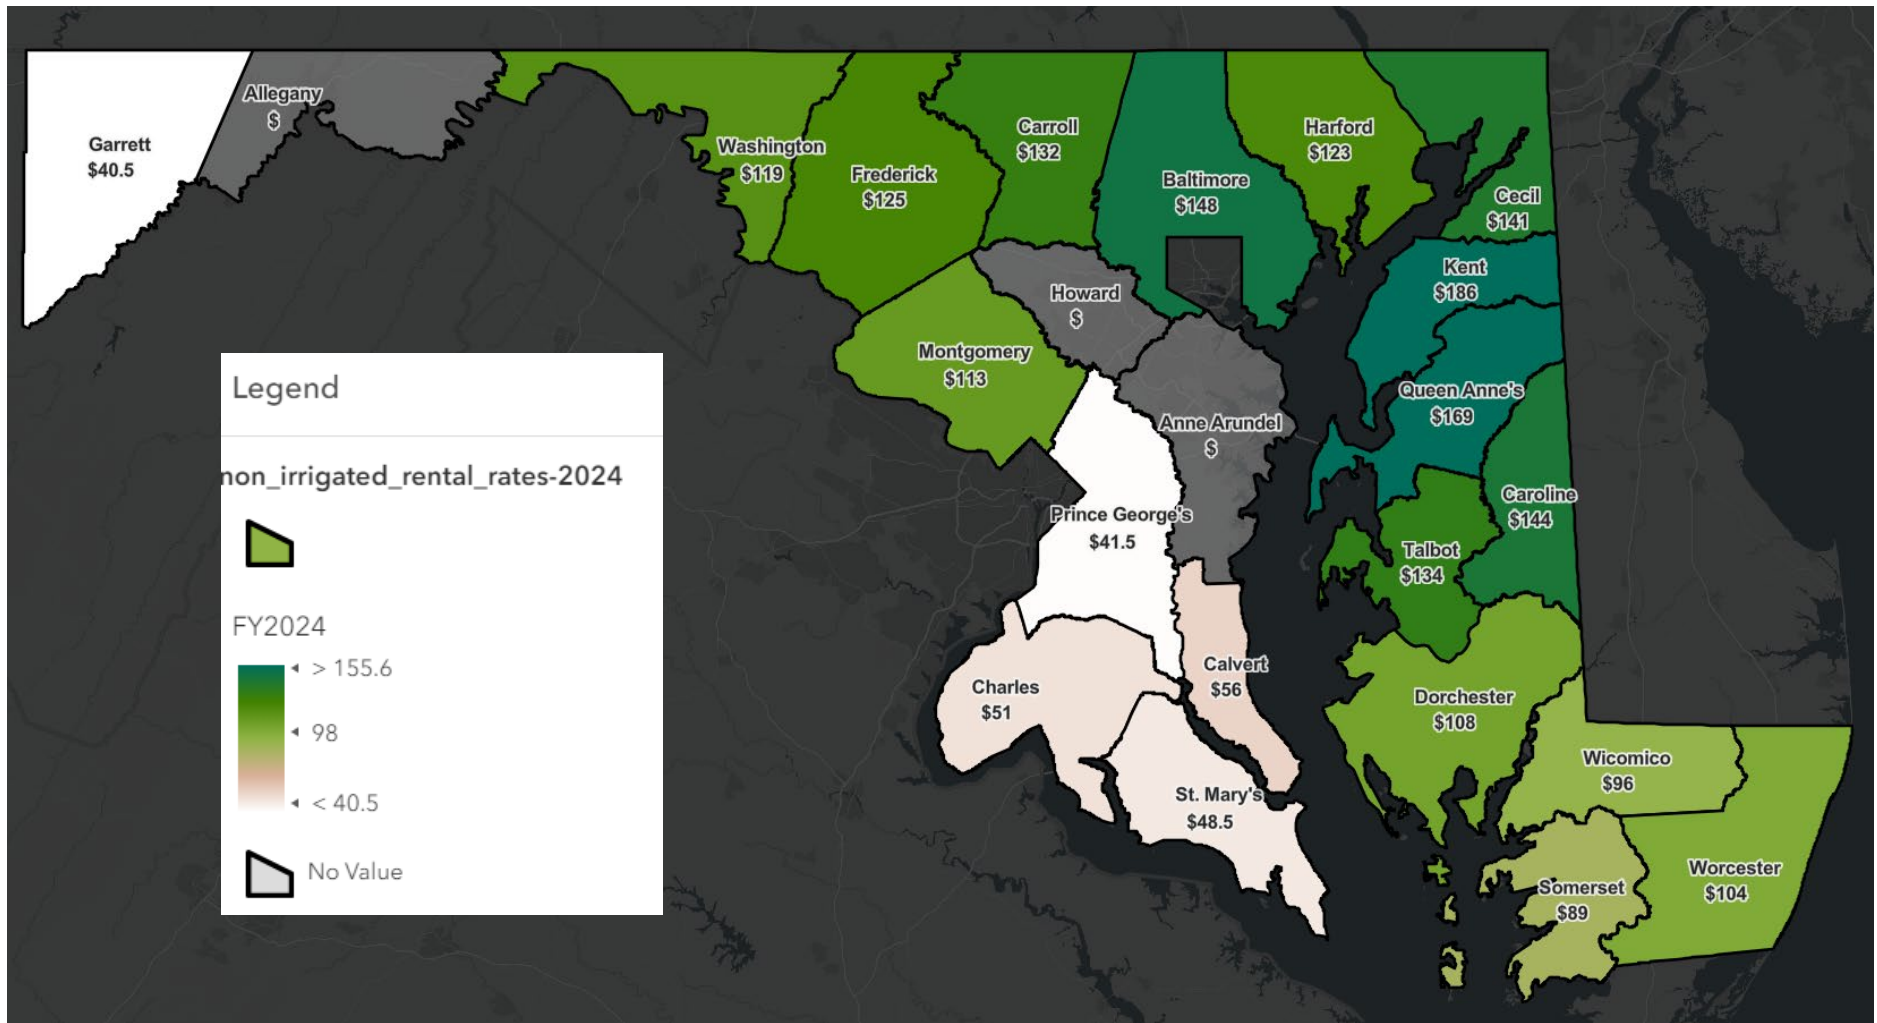 Garrett
$40.5
Allegany
$
Washington
$119
Frederick
$125
Carroll
$132
Baltimore
$148
Harford
$123
Cecil
$141
Kent
$186
Queen Anne's
$169
Howard
$
Montgomery
$113
Anne Arundel
$
Prince George's
$41.5
Caroline
$144
Talbot
$134
Calvert
$56
Charles
$51
St. Mary's
$48.5
Dorchester
$108
Wicomico
$96
Worcester
$104
Somerset
$89
Legend
non_irrigated_rental_rates-2024
FY2024
> 155.6
98
< 40.5
No Value